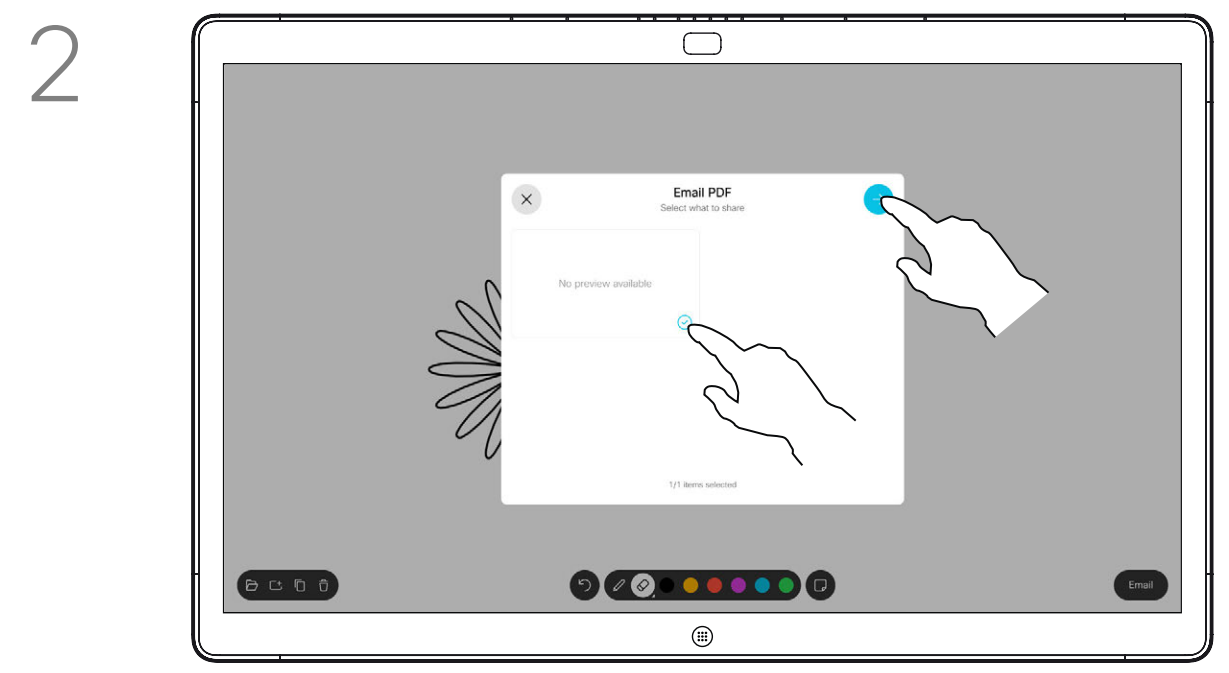 2
Email PDF
Select what to share
No preview available
1/1 items selected
Email